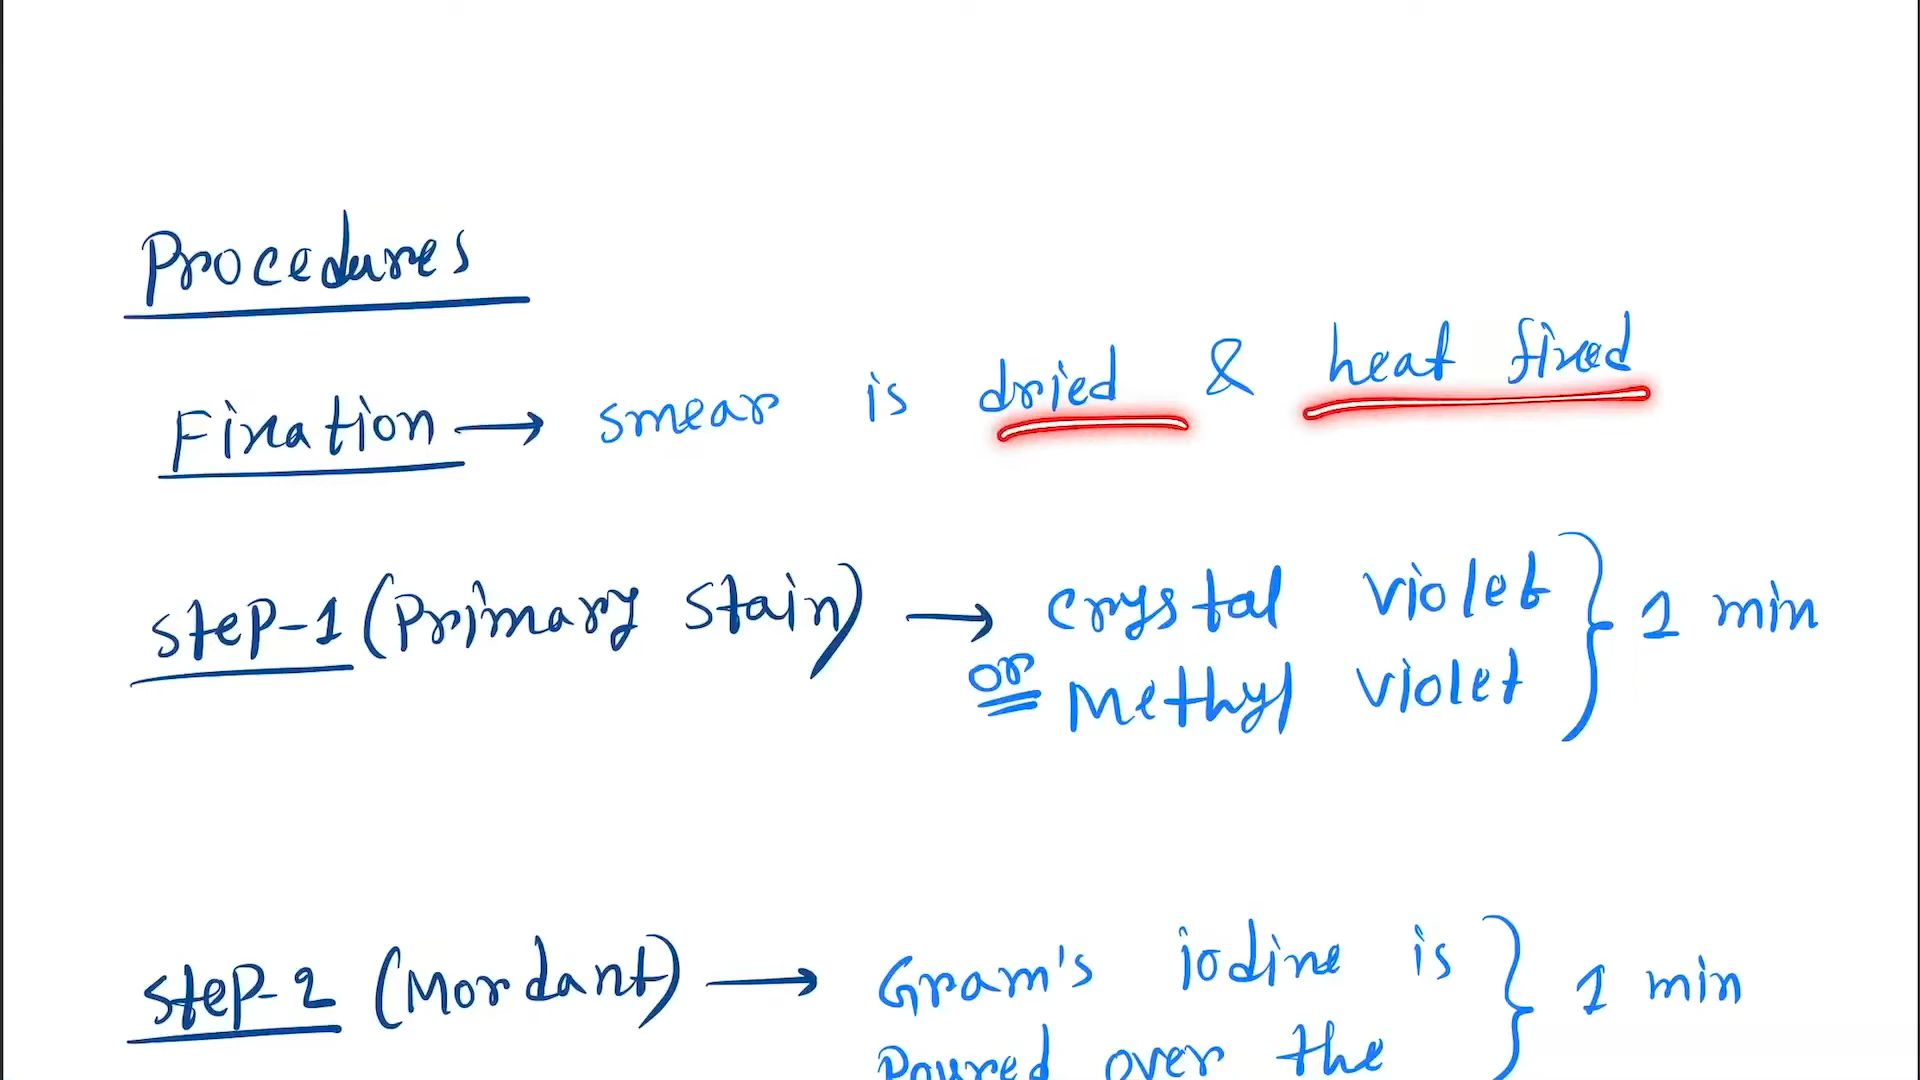 Procedures
Fixation → smear is dried & heat fixed
Step-1 (Primary Stain) → Crystal violet } 1 min
or Methyl violet
Step-2 (Mordant) → Gram's iodine is } 1 min
Poured over the